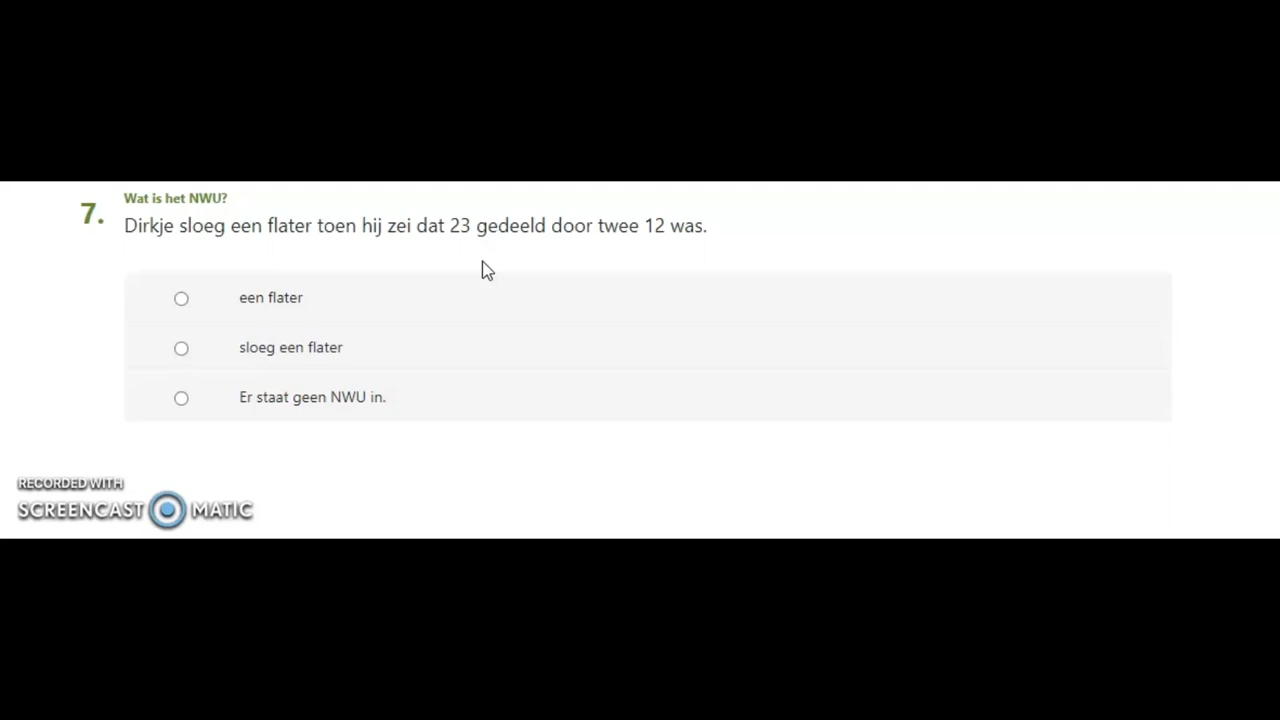 7.
Wat is het NWU?
Dirkje sloeg een flater toen hij zei dat 23 gedeeld door twee 12 was.
een flater
sloeg een flater
Er staat geen NWU in.
RECORDED WITH
SCREENCAST MATIC